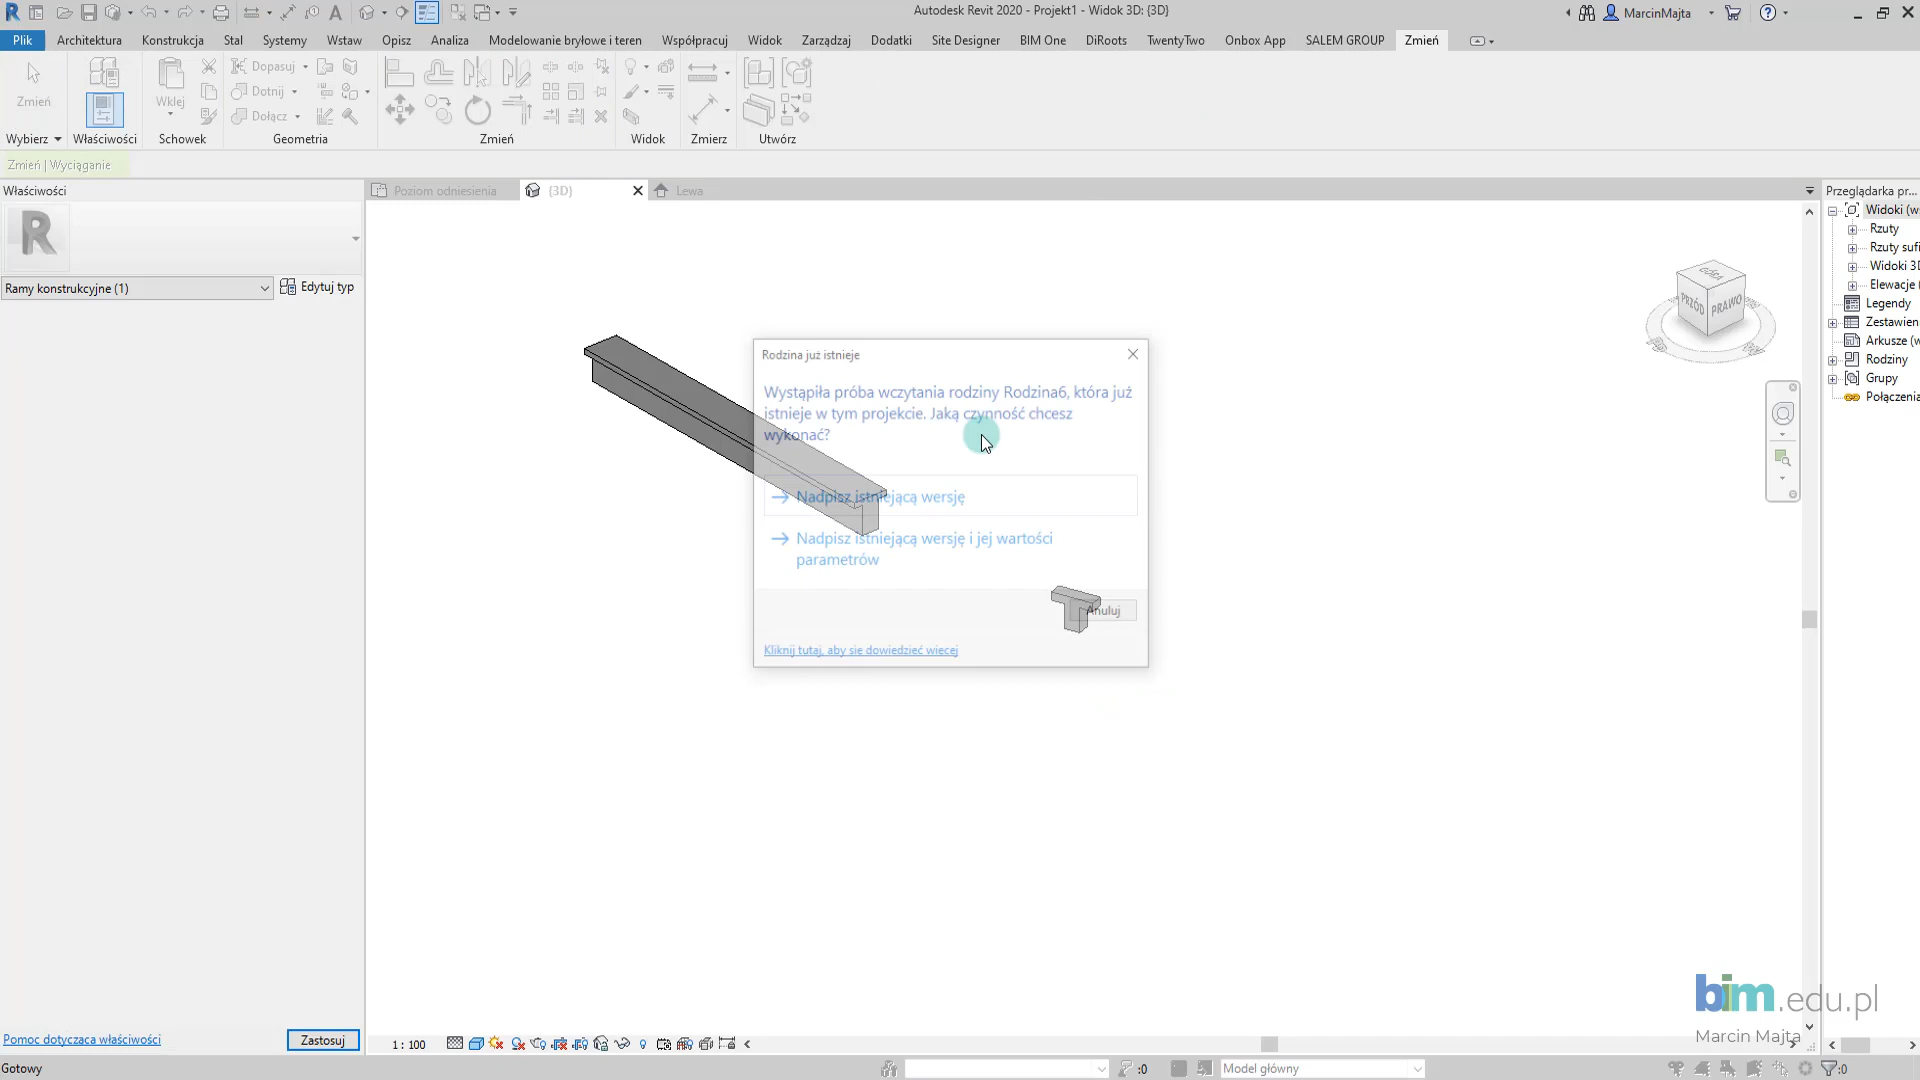 Autodesk Revit 2020 - Projekt1 - Widok 3D: {3D}
MarcinMajta
Plik Architektura Konstrukcja Stal Systemy Wstaw Opisz Analiza Modelowanie bryłowe i teren Współpracuj Widok Zarządzaj Dodatki Site Designer BIM One DiRoots TwentyTwo Onbox App SALEM GROUP Zmień
Zmień
Wklej
Dopasuj
Dotnij
Dołącz
Wybierz Właściwości Schowek Geometria Zmień Widok Zmierz Utwórz
Zmień | Wyciąganie
Właściwości
Ramy konstrukcyjne (1)
Edytuj typ
Pomoc dotycząca właściwości
Zastosuj
Poziom odniesienia
{3D}
Lewa
GÓRA
PRZÓD
PRAWO
Rodzina już istnieje
Wystąpiła próba wczytania rodziny Rodzina6, która już
istnieje w tym projekcie. Jaką czynność chcesz
wykonać?
Nadpisz istniejącą wersję
Nadpisz istniejącą wersję i jej wartości
parametrów
Anuluj
Kliknij tutaj, aby się dowiedzieć więcej
Przeglądarka pr...
Widoki (w
Rzuty
Rzuty sufi
Widoki 3D
Elewacje (
Legendy
Zestawien
Arkusze (w
Rodziny
Grupy
Połączenia
bim.edu.pl
Marcin Majta
1 : 100
Gotowy
:0
Model główny
:0